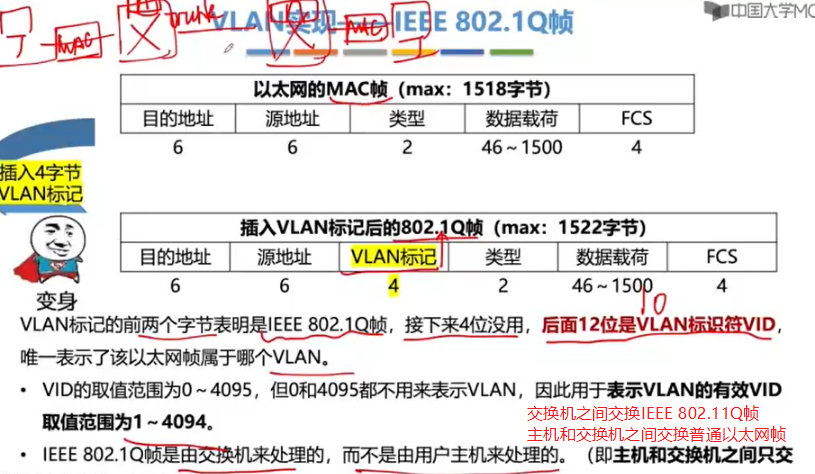 VLAN实现——IEEE 802.1Q帧
中国大学MO
J MAC trunk MAC J
以太网的MAC帧（max：1518字节）
目的地址 源地址 类型 数据载荷 FCS
6 6 2 46～1500 4
插入4字节
VLAN标记
插入VLAN标记后的802.1Q帧（max：1522字节）
目的地址 源地址 VLAN标记 类型 数据载荷 FCS
6 6 4 2 46～1500 4
变身
10
VLAN标记的前两个字节表明是IEEE 802.1Q帧，接下来4位没用，后面12位是VLAN标识符VID，
唯一表示了该以太网帧属于哪个VLAN。
• VID的取值范围为0～4095，但0和4095都不用来表示VLAN，因此用于表示VLAN的有效VID
取值范围为1～4094。
交换机之间交换IEEE 802.11Q帧
主机和交换机之间交换普通以太网帧
• IEEE 802.1Q帧是由交换机来处理的，而不是由用户主机来处理的。（即主机和交换机之间只交